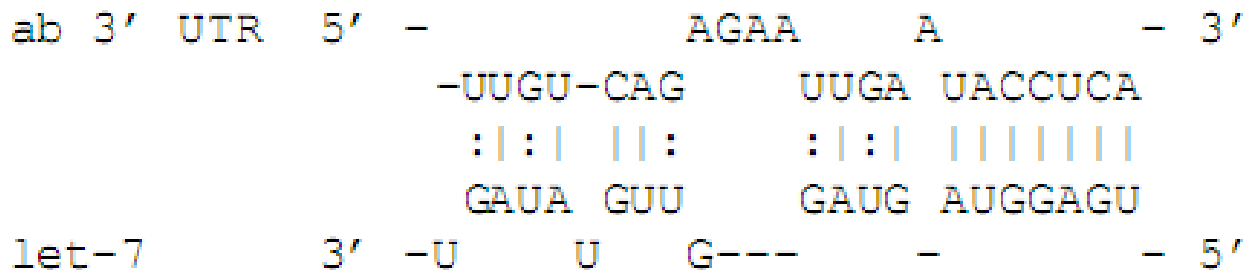 ab 3' UTR 5' - AGAA A - 3'
-UUGU-CAG UUGA UACCUCA
:|:| ||: :|:| |||||||
GAUA GUU GAUG AUGGAGU
let-7 3' -U U G--- - - 5'